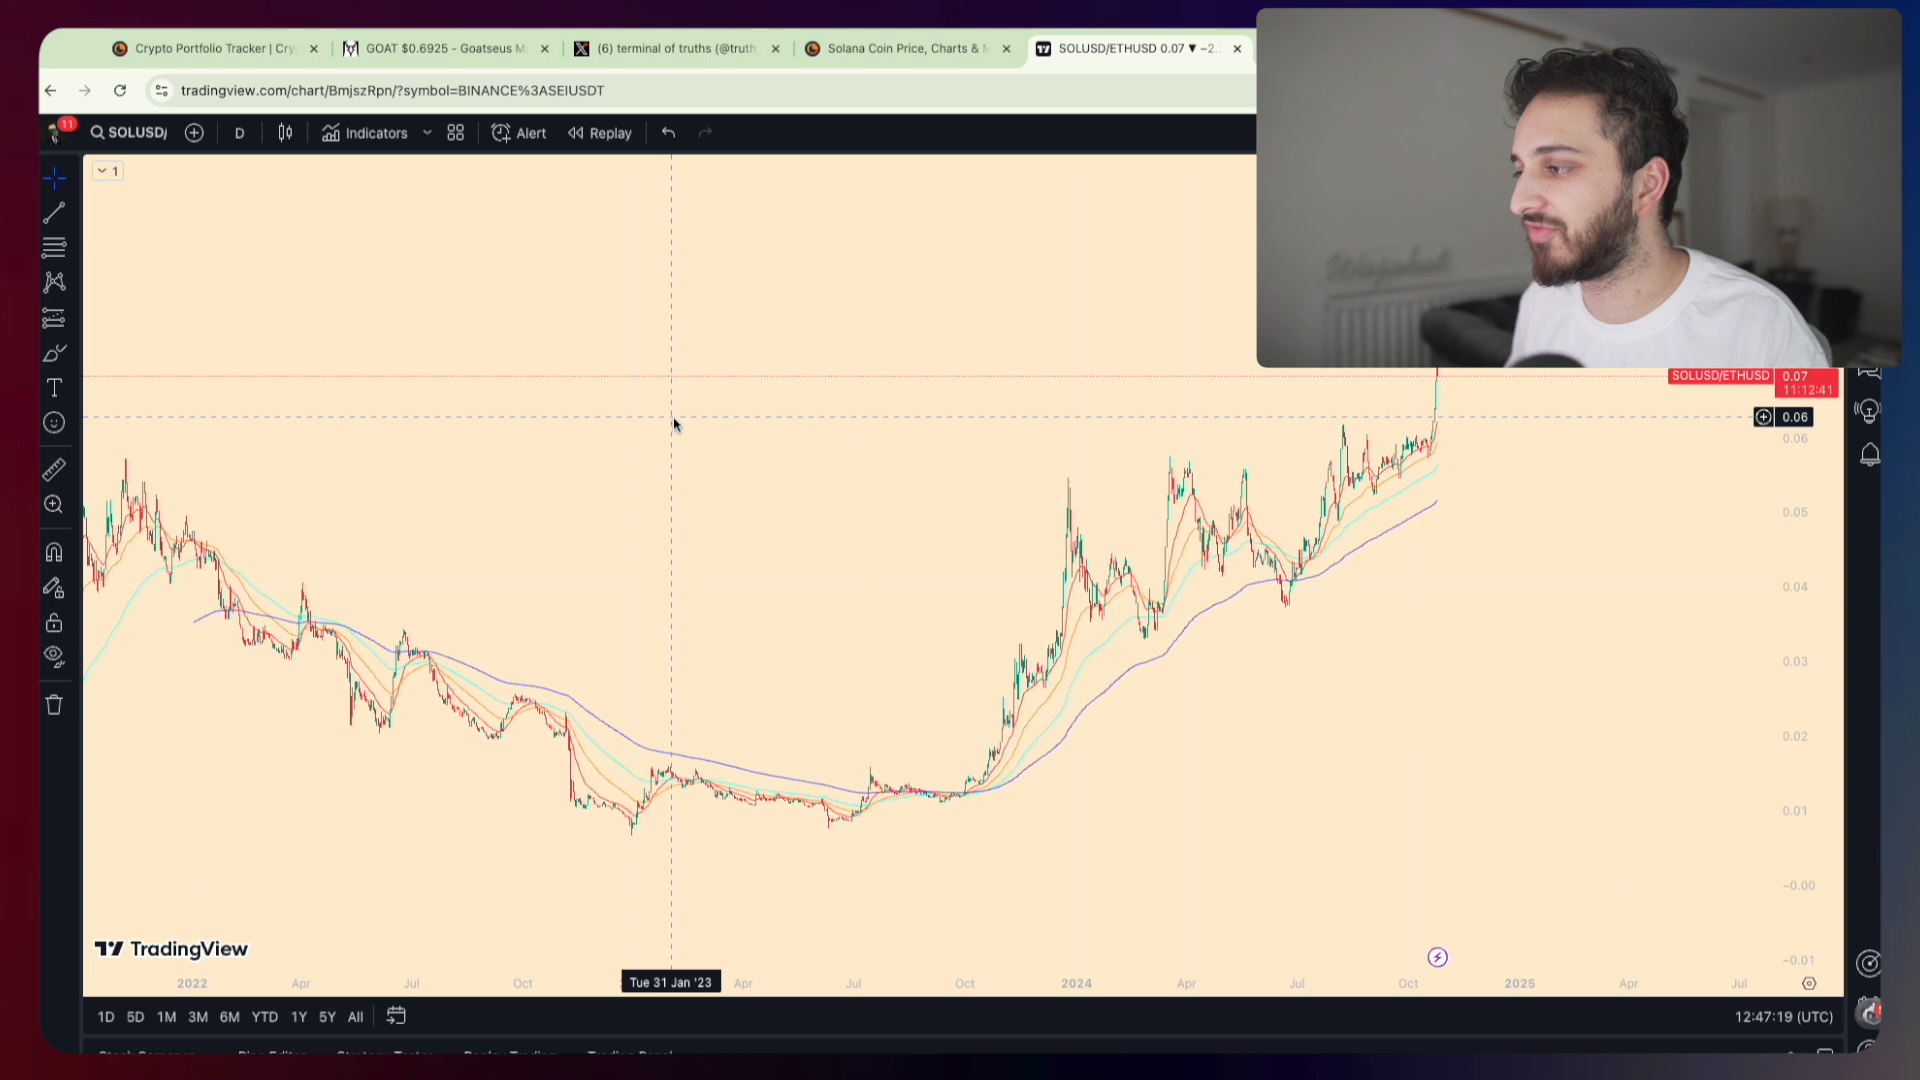 Crypto Portfolio Tracker | Cry
GOAT $0.6925 - Goatseus M
(6) terminal of truths (@truth_
Solana Coin Price, Charts & M
SOLUSD/ETHUSD 0.07 ▼ −2.
tradingview.com/chart/BmjszRpn/?symbol=BINANCE%3ASEIUSDT
11
SOLUSD/
D
Indicators
Alert
Replay
1
SOLUSD/ETHUSD
0.07
11:12:41
0.06
0.06
0.05
0.04
0.03
0.02
0.01
−0.00
−0.01
TradingView
2022
Apr
Jul
Oct
Tue 31 Jan '23
Apr
Jul
Oct
2024
Apr
Jul
Oct
2025
Apr
Jul
1D 5D 1M 3M 6M YTD 1Y 5Y All
12:47:19 (UTC)